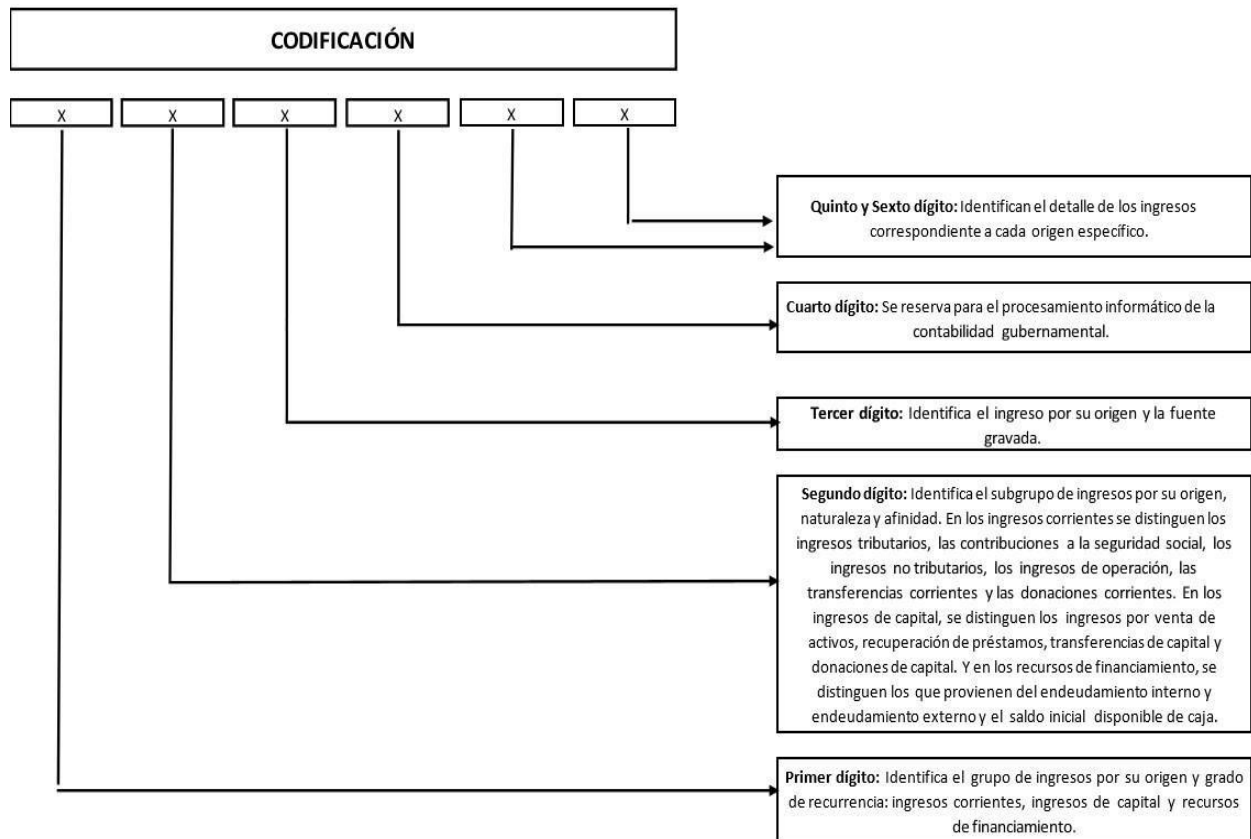 CODIFICACIÓN
X X X X X X
Quinto y Sexto dígito: Identifican el detalle de los ingresos
correspondiente a cada origen específico.
Cuarto dígito: Se reserva para el procesamiento informático de la
contabilidad gubernamental.
Tercer dígito: Identifica el ingreso por su origen y la fuente
gravada.
Segundo dígito: Identifica el subgrupo de ingresos por su origen,
naturaleza y afinidad. En los ingresos corrientes se distinguen los
ingresos tributarios, las contribuciones a la seguridad social, los
ingresos no tributarios, los ingresos de operación, las
transferencias corrientes y las donaciones corrientes. En los
ingresos de capital, se distinguen los ingresos por venta de
activos, recuperación de préstamos, transferencias de capital y
donaciones de capital. Y en los recursos de financiamiento, se
distinguen los que provienen del endeudamiento interno y
endeudamiento externo y el saldo inicial disponible de caja.
Primer dígito: Identifica el grupo de ingresos por su origen y grado
de recurrencia: ingresos corrientes, ingresos de capital y recursos
de financiamiento.